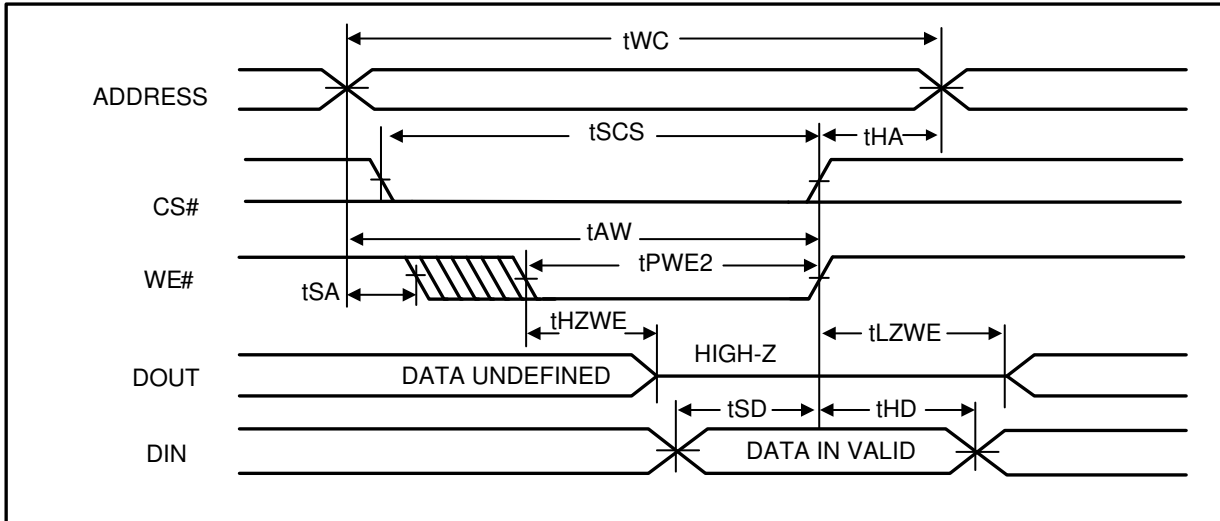 tWC
ADDRESS
tSCS
tHA
CS#
tAW
WE#
tPWE2
tSA
tHZWE
tLZWE
HIGH-Z
DOUT
DATA UNDEFINED
tSD
tHD
DIN
DATA IN VALID